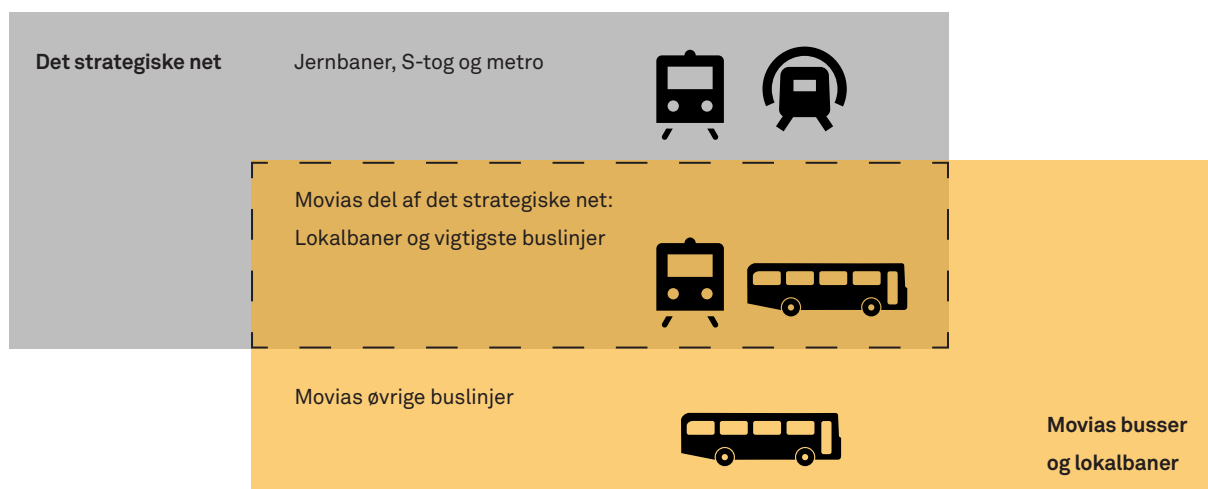 Det strategiske net
Jernbaner, S-tog og metro
Movias del af det strategiske net:
Lokalbaner og vigtigste buslinjer
Movias øvrige buslinjer
Movias busser
og lokalbaner